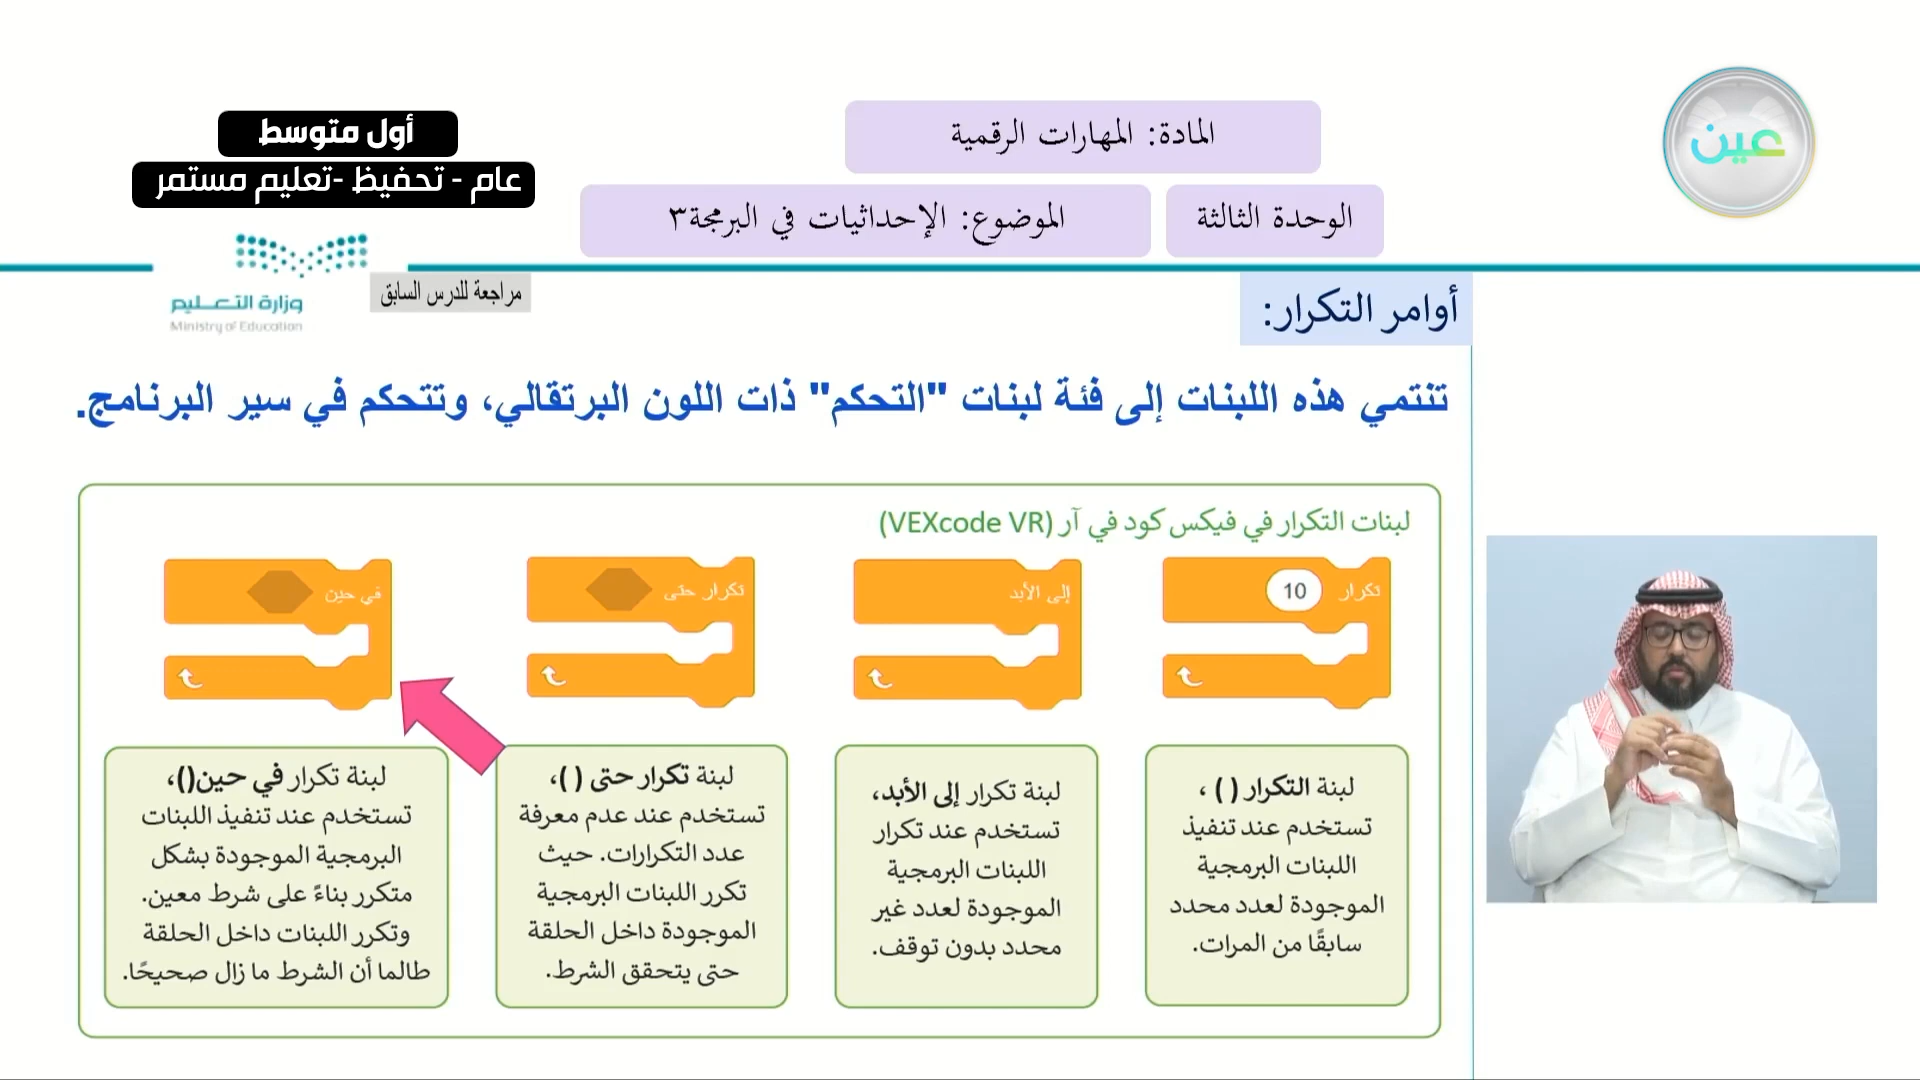 عين
المادة: المهارات الرقمية
الوحدة الثالثة
الموضوع: الإحداثيات في البرمجة٣
أول متوسط
عام - تحفيظ -تعليم مستمر
وزارة التعليم
Ministry of Education
مراجعة للدرس السابق
أوامر التكرار:
تنتمي هذه اللبنات إلى فئة لبنات "التحكم" ذات اللون البرتقالي، وتتحكم في سير البرنامج.
لبنات التكرار في فيكس كود في آر (VEXcode VR)
تكرار 10
إلى الأبد
تكرار حتى
في حين
لبنة التكرار ( ) ،
تستخدم عند تنفيذ
اللبنات البرمجية
الموجودة لعدد محدد
سابقًا من المرات.
لبنة تكرار إلى الأبد،
تستخدم عند تكرار
اللبنات البرمجية
الموجودة لعدد غير
محدد بدون توقف.
لبنة تكرار حتى ( )،
تستخدم عند عدم معرفة
عدد التكرارات. حيث
تكرر اللبنات البرمجية
الموجودة داخل الحلقة
حتى يتحقق الشرط.
لبنة تكرار في حين()،
تستخدم عند تنفيذ اللبنات
البرمجية الموجودة بشكل
متكرر بناءً على شرط معين.
وتكرر اللبنات داخل الحلقة
طالما أن الشرط ما زال صحيحًا.